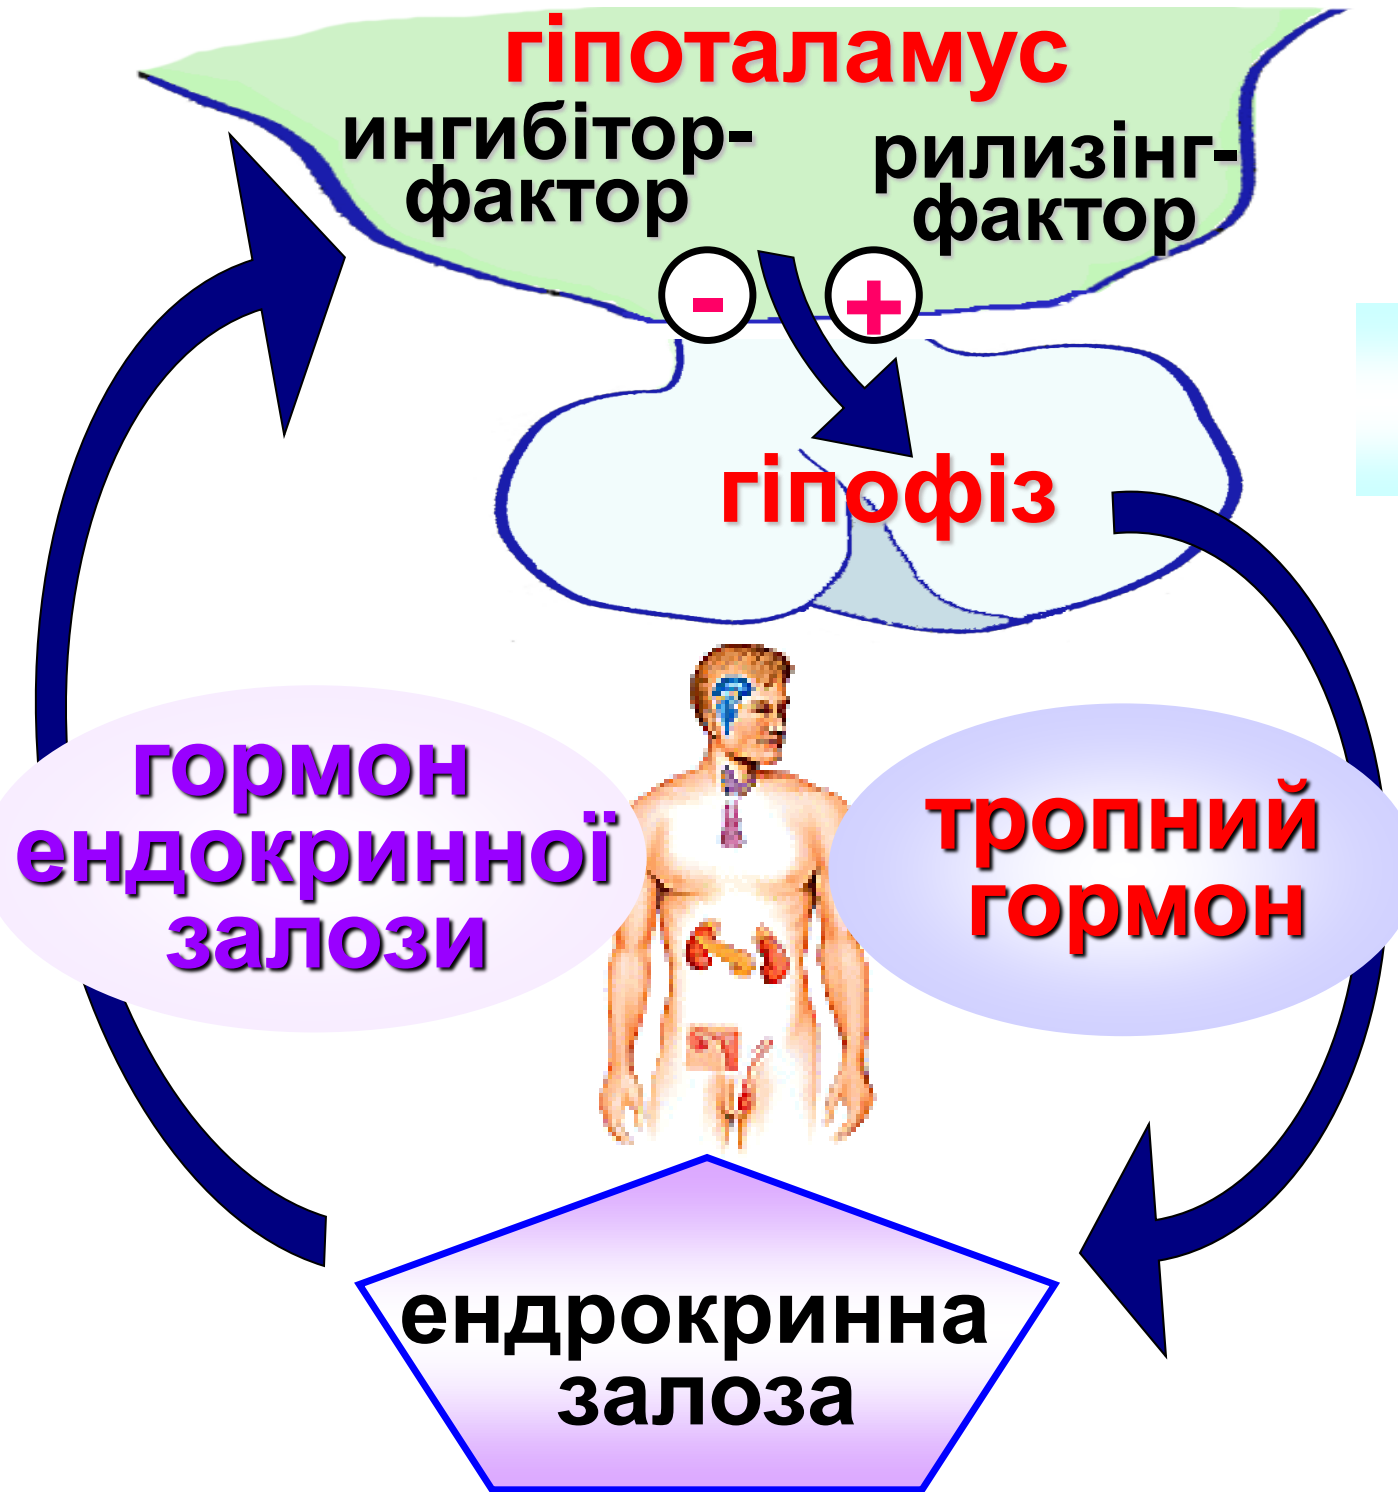 гіпоталамус
ингибітор-
фактор
рилизінг-
фактор
- +
гіпофіз
гормон
ендокринної
залози
тропний
гормон
ендрокринна
залоза